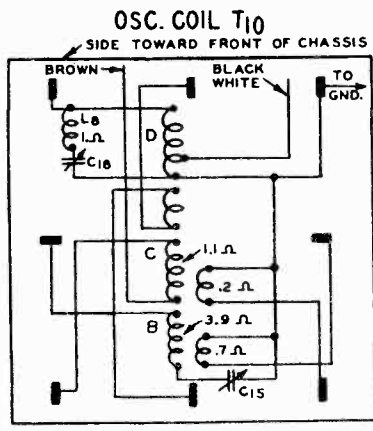 OSC. COIL T10
SIDE TOWARD FRONT OF CHASSIS
BROWN
BLACK
WHITE
TO
GND.
L8
1Ω
C18
D
C
1.1 Ω
.2 Ω
B
3.9 Ω
.7 Ω
C15